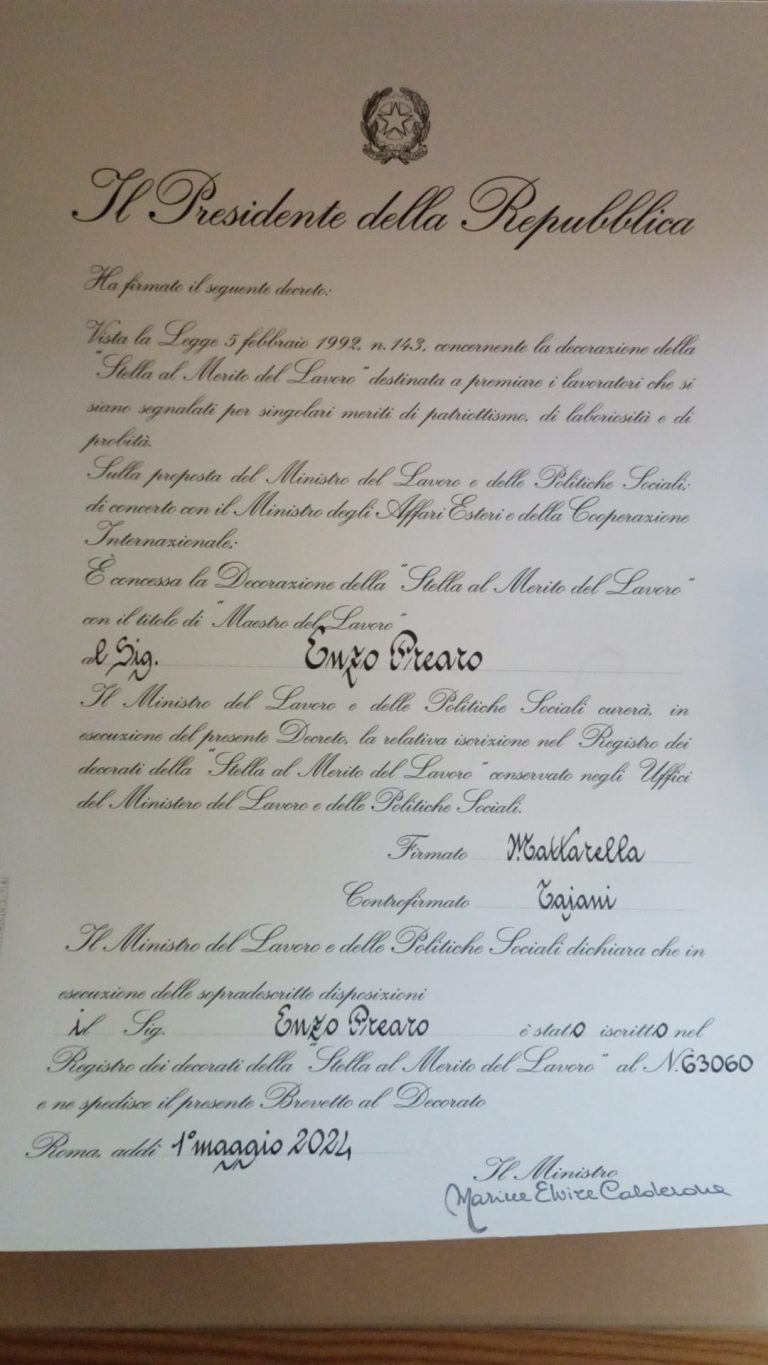 Il Presidente della Repubblica
Ha firmato il seguente decreto:
Vista la Legge 5 febbraio 1992, n.143, concernente la decorazione della
"Stella al Merito del Lavoro" destinata a premiare i lavoratori che si
siano segnalati per singolari meriti di patriottismo, di laboriosità e di
probità.
Sulla proposta del Ministro del Lavoro e delle Politiche Sociali;
di concerto con il Ministro degli Affari Esteri e della Cooperazione
Internazionale;
È concessa la Decorazione della "Stella al Merito del Lavoro"
con il titolo di "Maestro del Lavoro"
al Sig. Enzo Prearo
Il Ministro del Lavoro e delle Politiche Sociali curerà, in
esecuzione del presente Decreto, la relativa iscrizione nel Registro dei
decorati della "Stella al Merito del Lavoro" conservato negli Uffici
del Ministero del Lavoro e delle Politiche Sociali.
Firmato Mattarella
Controfirmato Tajani
Il Ministro del Lavoro e delle Politiche Sociali dichiara che in
esecuzione delle sopradescritte disposizioni
il Sig. Enzo Prearo è stato iscritto nel
Registro dei decorati della "Stella al Merito del Lavoro" al N.63060
e ne spedisce il presente Brevetto al Decorato
Roma, addì 1° maggio 2024
Il Ministro
Marina Elvira Calderone